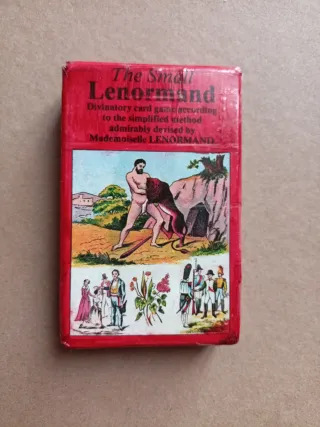 The Small
Lenormand
Divinatory card game according
to the simplified method
admirably devised by
Mademoiselle LENORMAND